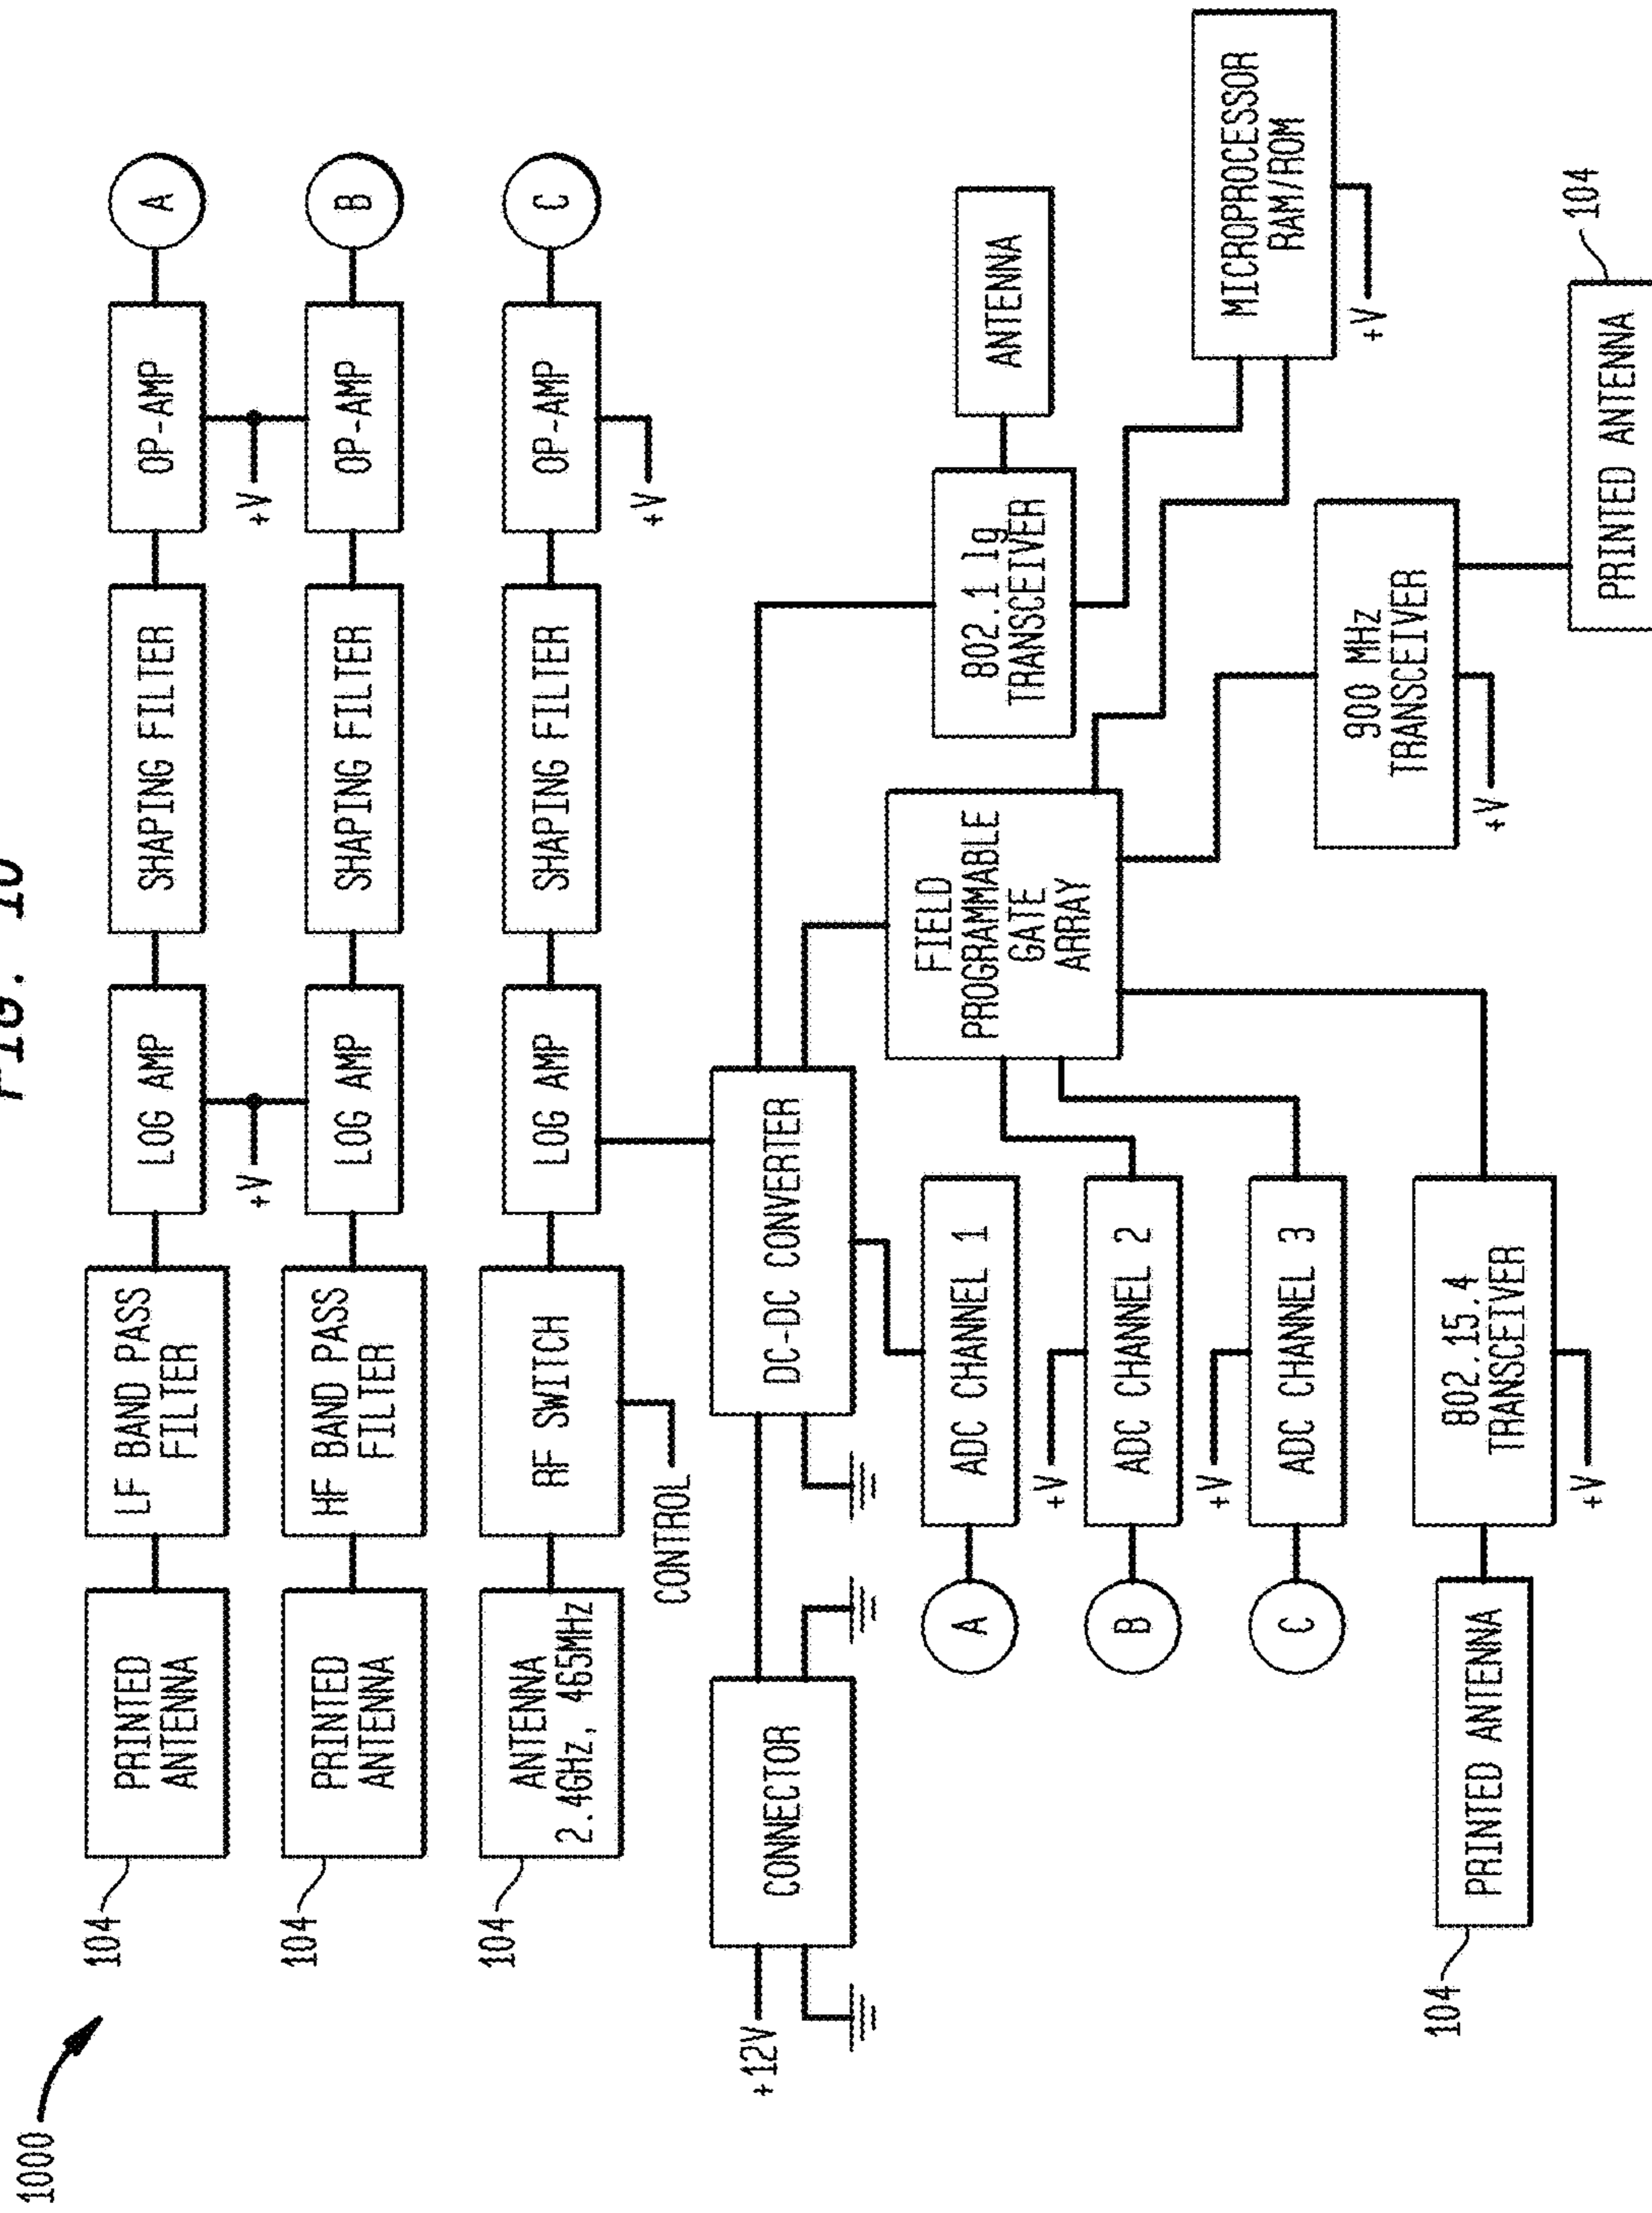 FIG. 10
1000
104
PRINTED
ANTENNA
LF BAND PASS
FILTER
LOG AMP
SHAPING FILTER
OP-AMP
A
+V
+V
104
PRINTED
ANTENNA
HF BAND PASS
FILTER
LOG AMP
SHAPING FILTER
OP-AMP
B
104
ANTENNA
2.4GHz, 465MHz
RF SWITCH
LOG AMP
SHAPING FILTER
OP-AMP
C
CONTROL
+V
+12V
CONNECTOR
DC-DC CONVERTER
A
ADC CHANNEL 1
FIELD
PROGRAMMABLE
GATE
ARRAY
802.1 1g
TRANSCEIVER
ANTENNA
+V
B
ADC CHANNEL 2
+V
C
ADC CHANNEL 3
MICROPROCESSOR
RAM/ROM
+V
900 MHz
TRANSCEIVER
+V
104
PRINTED ANTENNA
802.15.4
TRANSCEIVER
+V
104
PRINTED ANTENNA